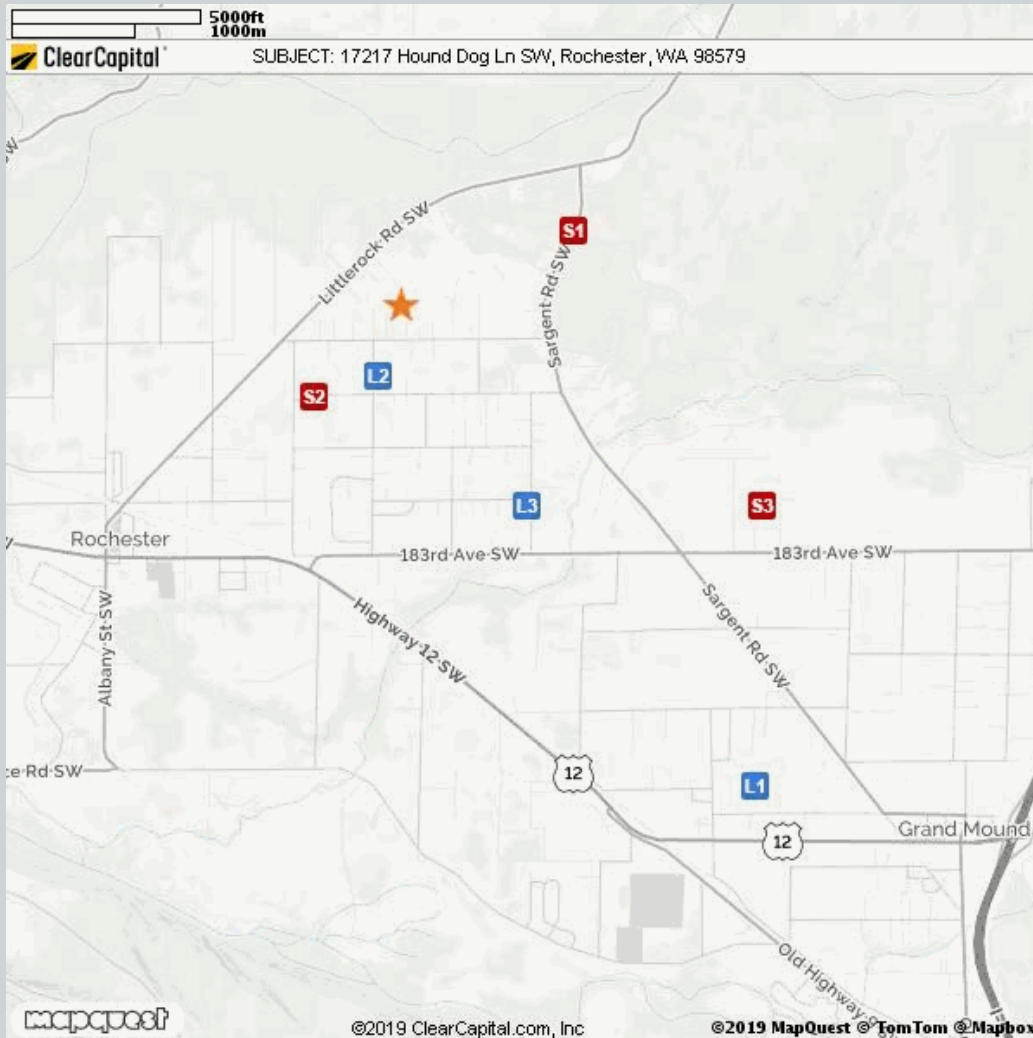 5000ft
1000m
ClearCapital
SUBJECT: 17217 Hound Dog Ln SW, Rochester, WA 98579
Littlerock Rd SW
S1
Sargent Rd SW
L2
S2
L3
S3
Rochester
183rd Ave SW
183rd Ave SW
Highway 12 SW
Sargent Rd SW
Albany St SW
12
L1
12
Grand Mound
Old Highway
mapquest
©2019 ClearCapital.com, Inc
©2019 MapQuest © TomTom © Mapbox